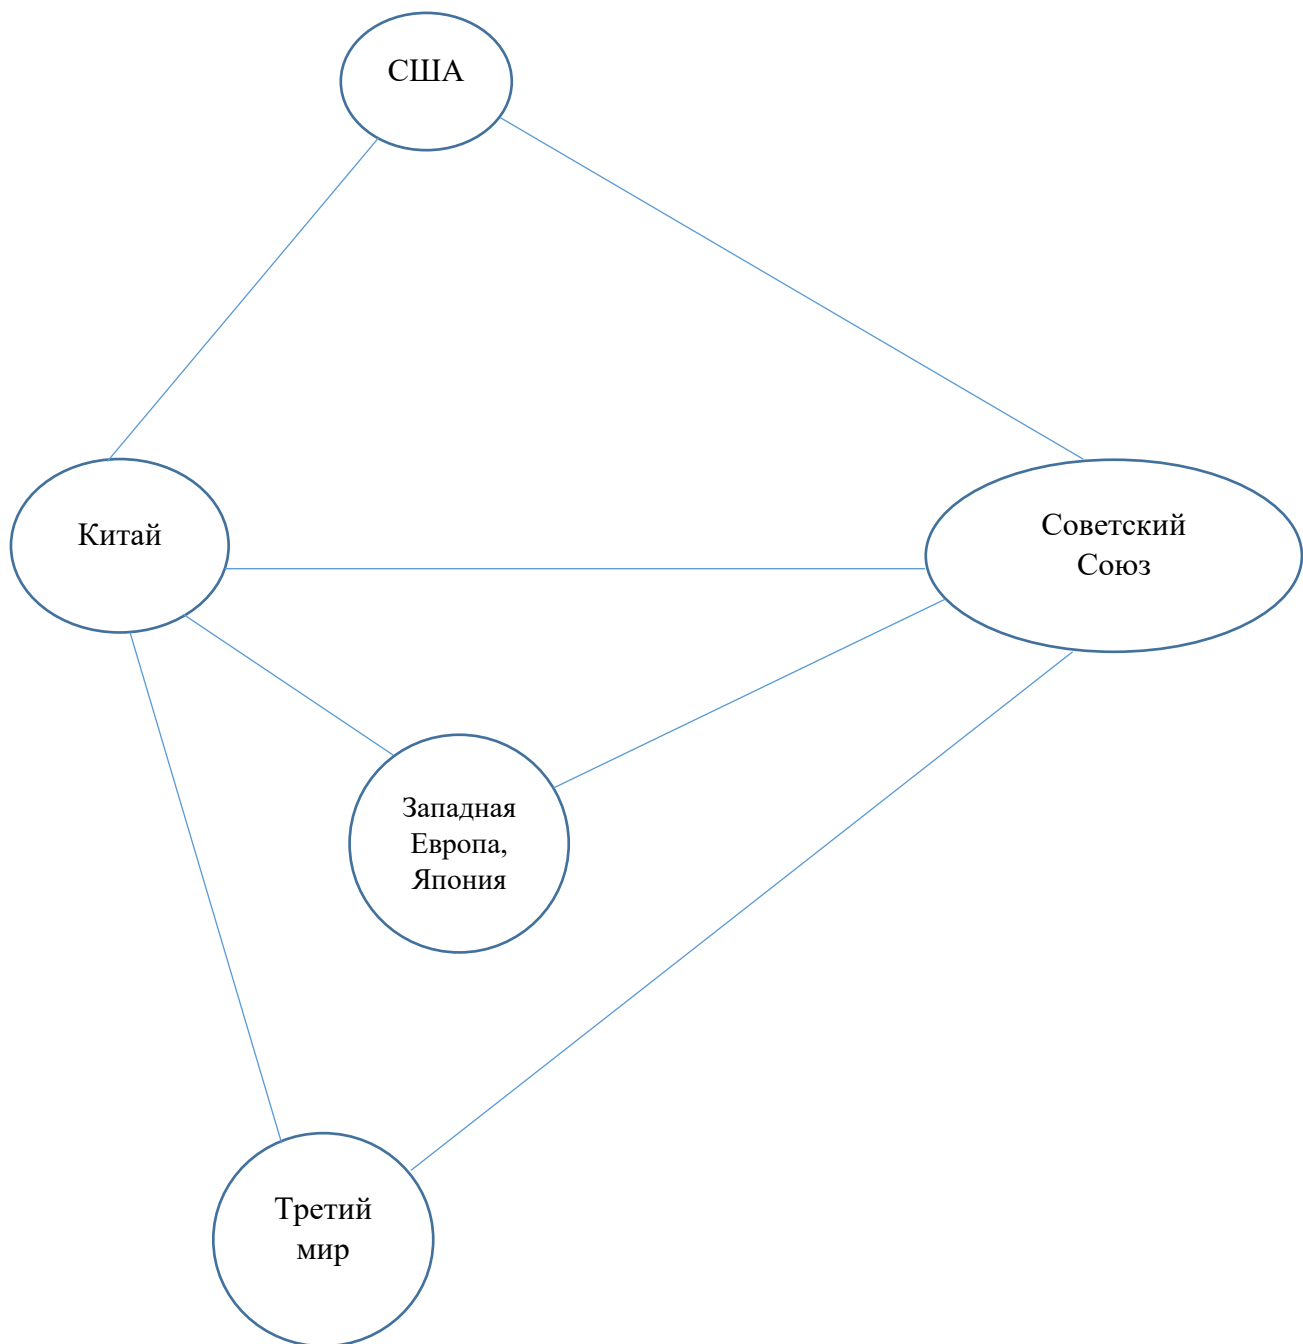 США
Китай
Советский
Союз
Западная
Европа,
Япония
Третий
мир